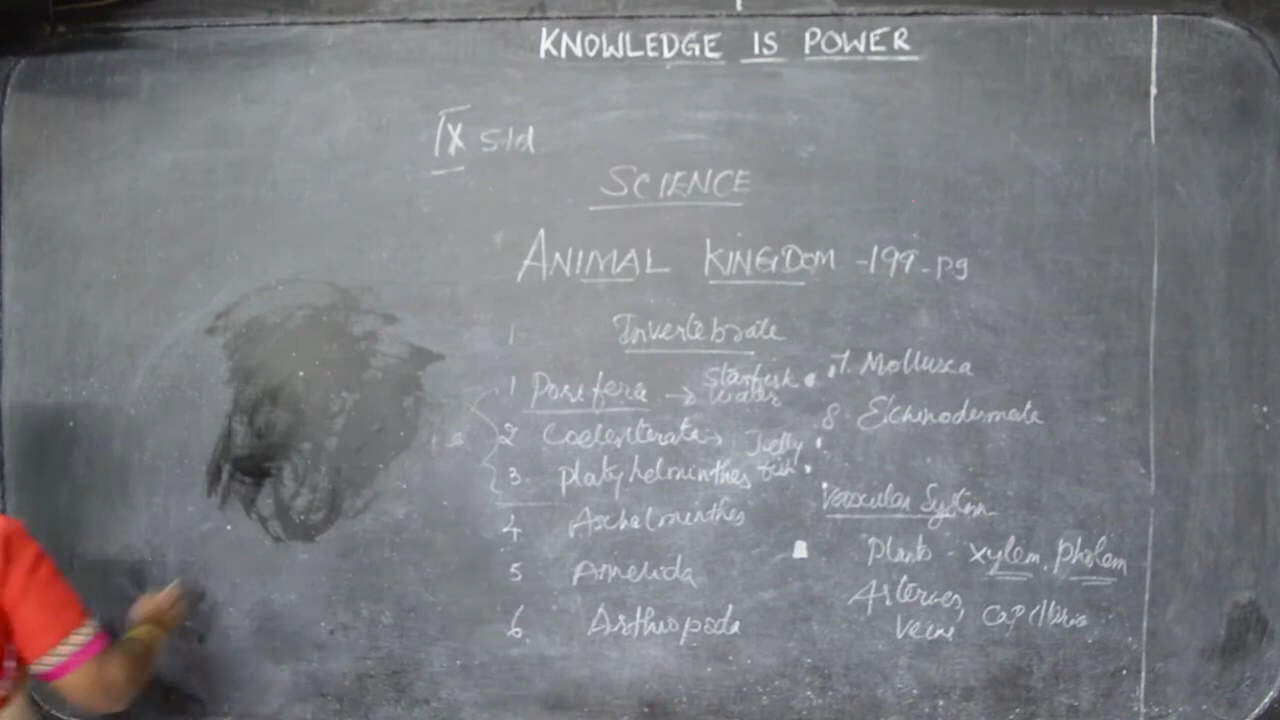 KNOWLEDGE IS POWER
IX Std
SCIENCE
ANIMAL KINGDOM - 199 - pg
1. Invertebrate
1 Porifera → Starfish
water
2 Coelenterata Jelly
3. Platyhelminthes fish
4 Aschelminthes
5 Annelida
6 Arthropoda
7. Mollusca
8. Echinodermata
Vascular System
Plants - xylem, phloem
Arteries, capillaries
Veins